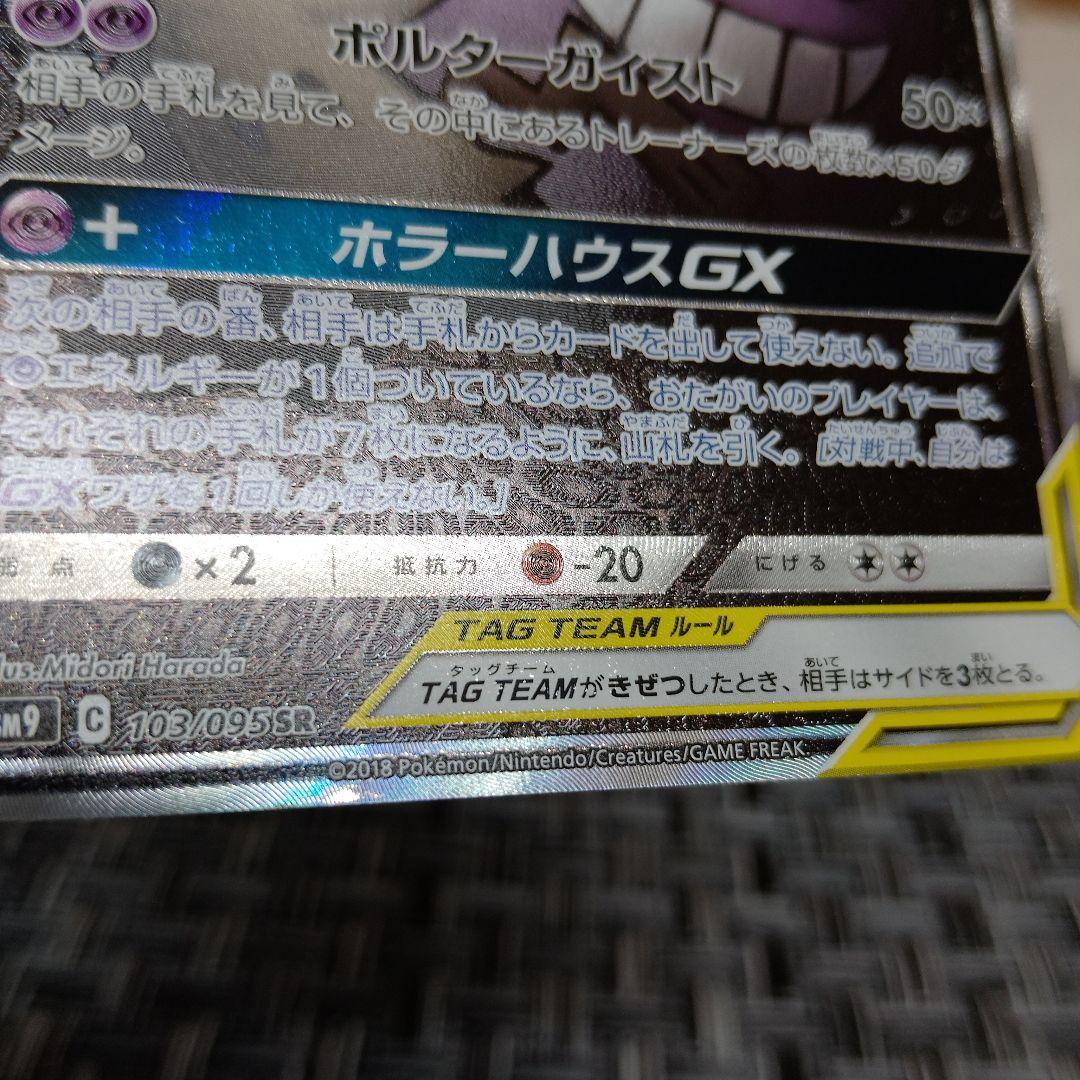 ポルターガイスト
50×
相手の手札を見て、その中にあるトレーナーズの枚数×50ダ
メージ。
+ ホラーハウスGX
次の相手の番、相手は手札からカードを出して使えない。追加で
エネルギーが1個ついているなら、おたがいのプレイヤーは、
それぞれの手札が7枚になるように、山札を引く。[対戦中、自分は
GXワザを1回しか使えない。]
弱点 ×2 抵抗力 -20 にげる
TAG TEAM ルール
TAG TEAMがきぜつしたとき、相手はサイドを3枚とる。
lus.Midori Harada
SM9 C 103/095 SR
©2018 Pokémon/Nintendo/Creatures/GAME FREAK.